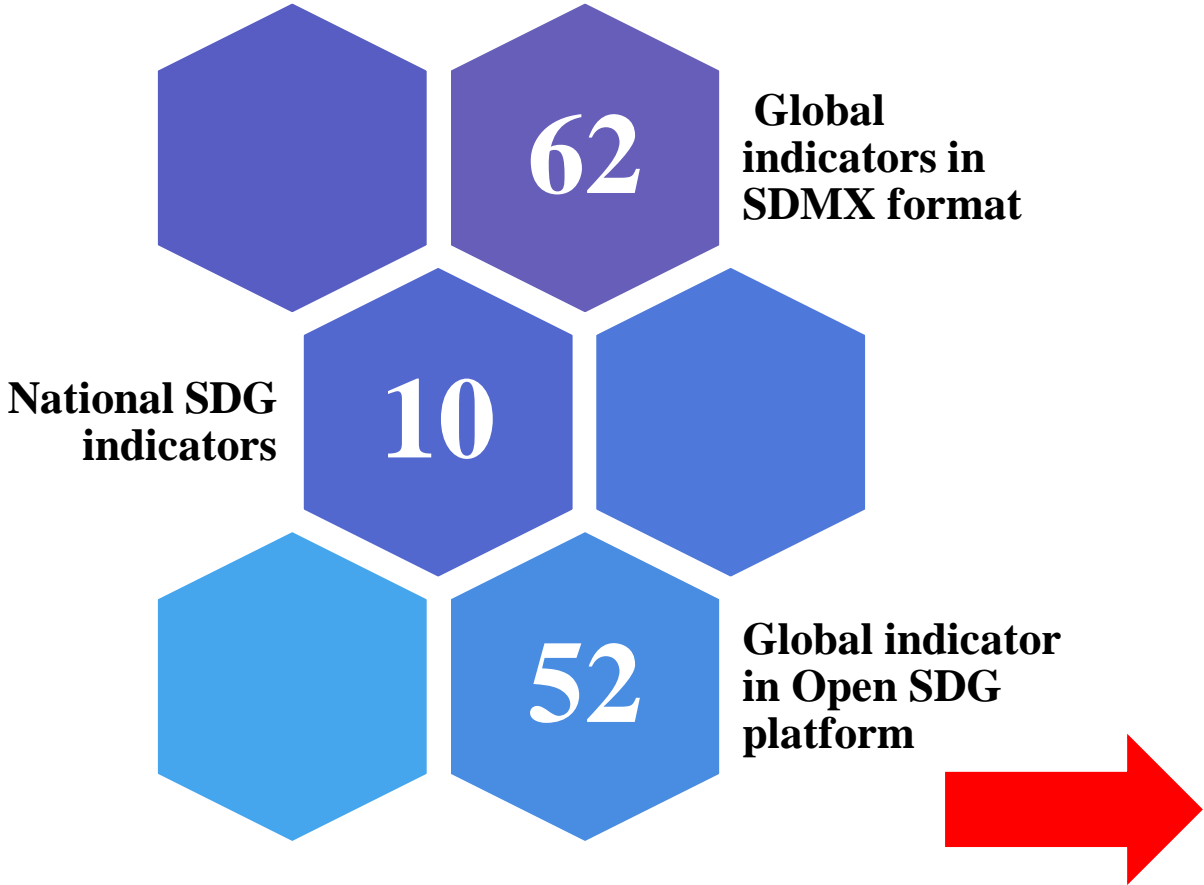 62
Global
indicators in
SDMX format
National SDG
indicators
10
52
Global indicator
in Open SDG
platform